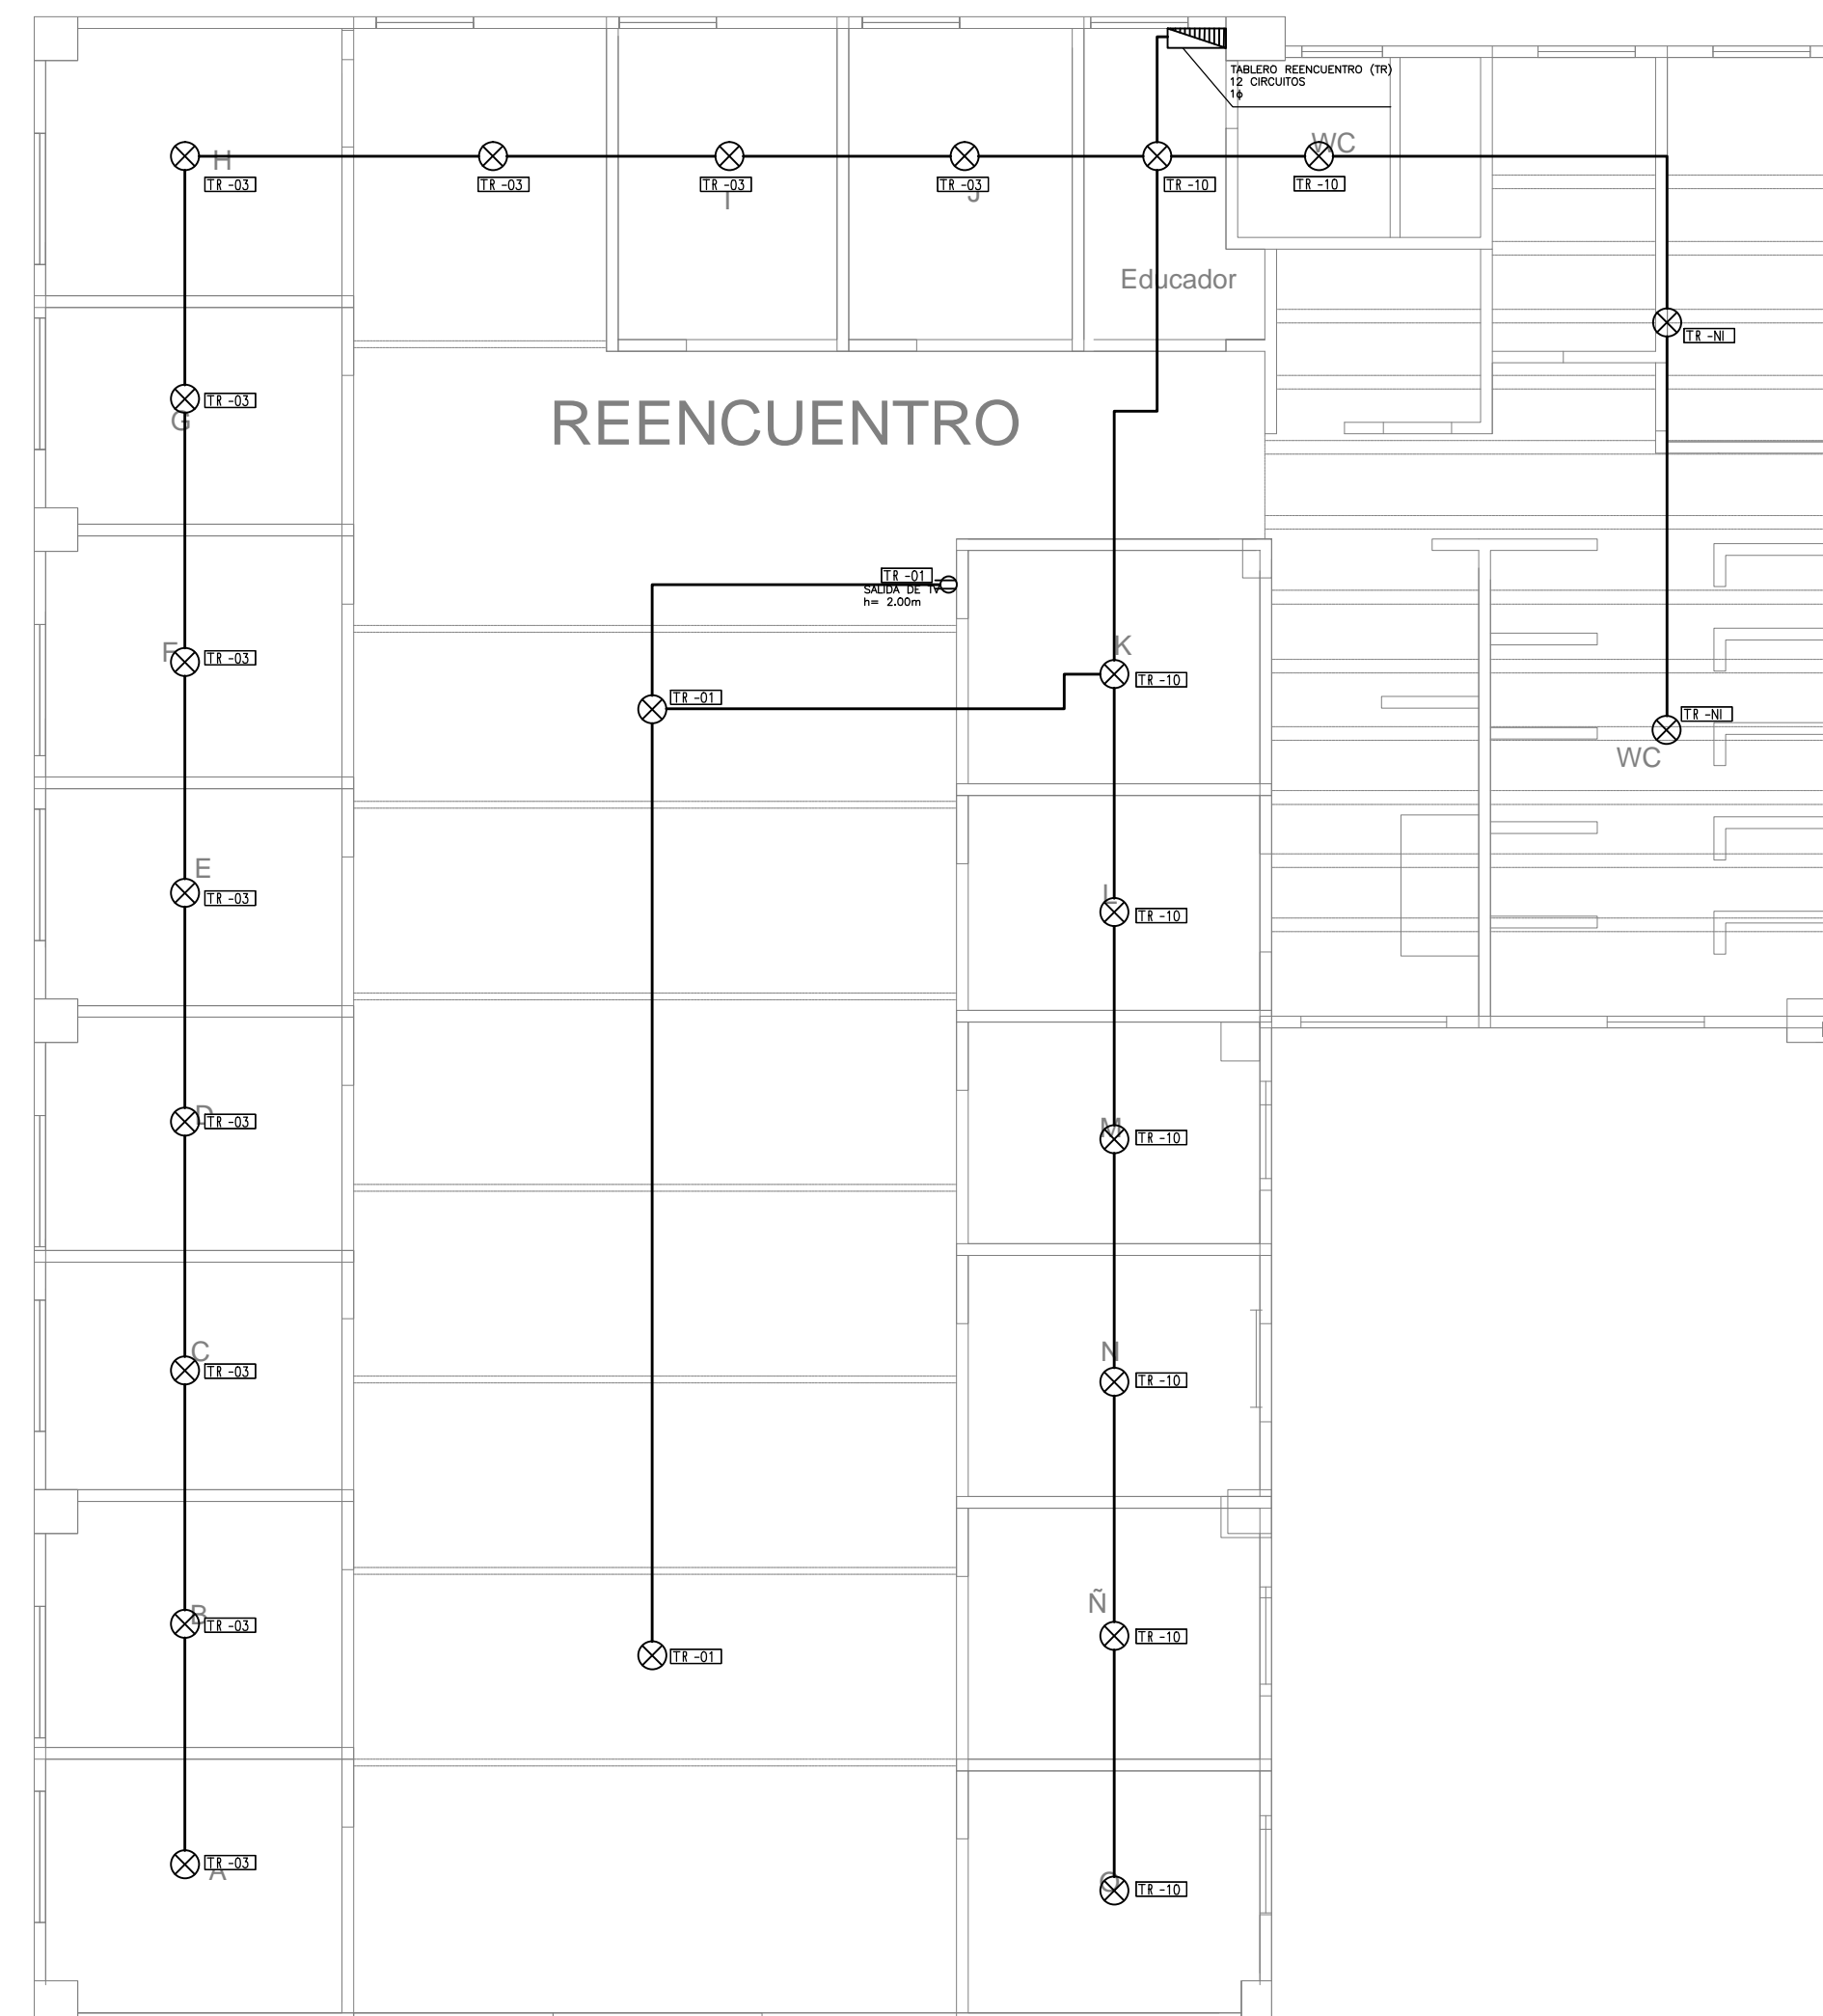 TABLERO REENCUENTRO (TR)
12 CIRCUITOS
1ϕ
H
WC
TR -03
TR -03
TR -03
TR -03
TR -10
TR -10
I
J
Educador
TR -NI
REENCUENTRO
TR -03
G
TR -01
SALIDA DE TV
h= 2.00m
K
F
TR -03
TR -10
TR -01
TR -NI
WC
E
TR -03
L
TR -10
D
TR -03
M
TR -10
C
TR -03
N
TR -10
Ñ
B
TR -03
TR -10
TR -01
TR -03
A
O
TR -10